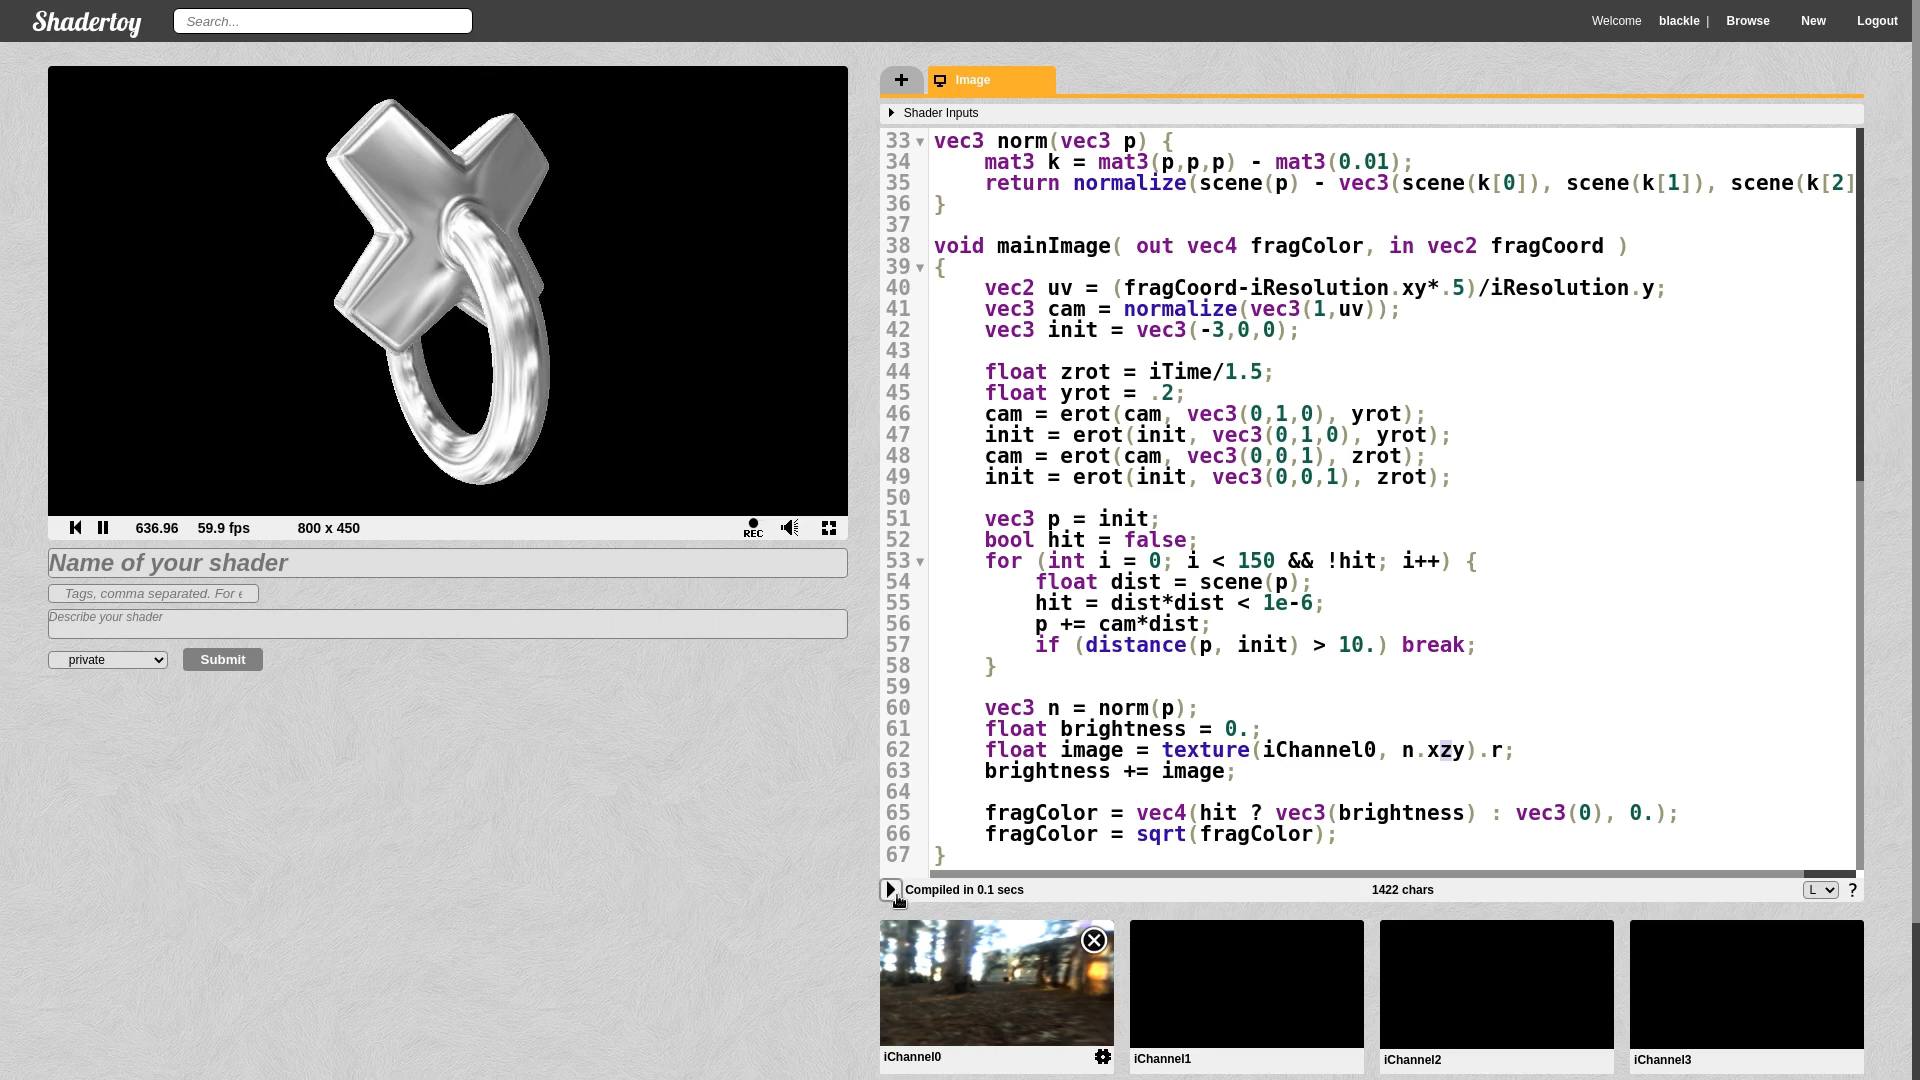 Shadertoy
Search...
Welcome blackle | Browse New Logout
Image
Shader Inputs
33 vec3 norm(vec3 p) {
34 mat3 k = mat3(p,p,p) - mat3(0.01);
35 return normalize(scene(p) - vec3(scene(k[0]), scene(k[1]), scene(k[2]
36 }
37
38 void mainImage( out vec4 fragColor, in vec2 fragCoord )
39 {
40 vec2 uv = (fragCoord-iResolution.xy*.5)/iResolution.y;
41 vec3 cam = normalize(vec3(1,uv));
42 vec3 init = vec3(-3,0,0);
43
44 float zrot = iTime/1.5;
45 float yrot = .2;
46 cam = erot(cam, vec3(0,1,0), yrot);
47 init = erot(init, vec3(0,1,0), yrot);
48 cam = erot(cam, vec3(0,0,1), zrot);
49 init = erot(init, vec3(0,0,1), zrot);
50
51 vec3 p = init;
52 bool hit = false;
53 for (int i = 0; i < 150 && !hit; i++) {
54 float dist = scene(p);
55 hit = dist*dist < 1e-6;
56 p += cam*dist;
57 if (distance(p, init) > 10.) break;
58 }
59
60 vec3 n = norm(p);
61 float brightness = 0.;
62 float image = texture(iChannel0, n.xzy).r;
63 brightness += image;
64
65 fragColor = vec4(hit ? vec3(brightness) : vec3(0), 0.);
66 fragColor = sqrt(fragColor);
67 }
636.96 59.9 fps 800 x 450 REC
Name of your shader
Tags, comma separated. For e
Describe your shader
private Submit
Compiled in 0.1 secs 1422 chars L ?
iChannel0 iChannel1 iChannel2 iChannel3